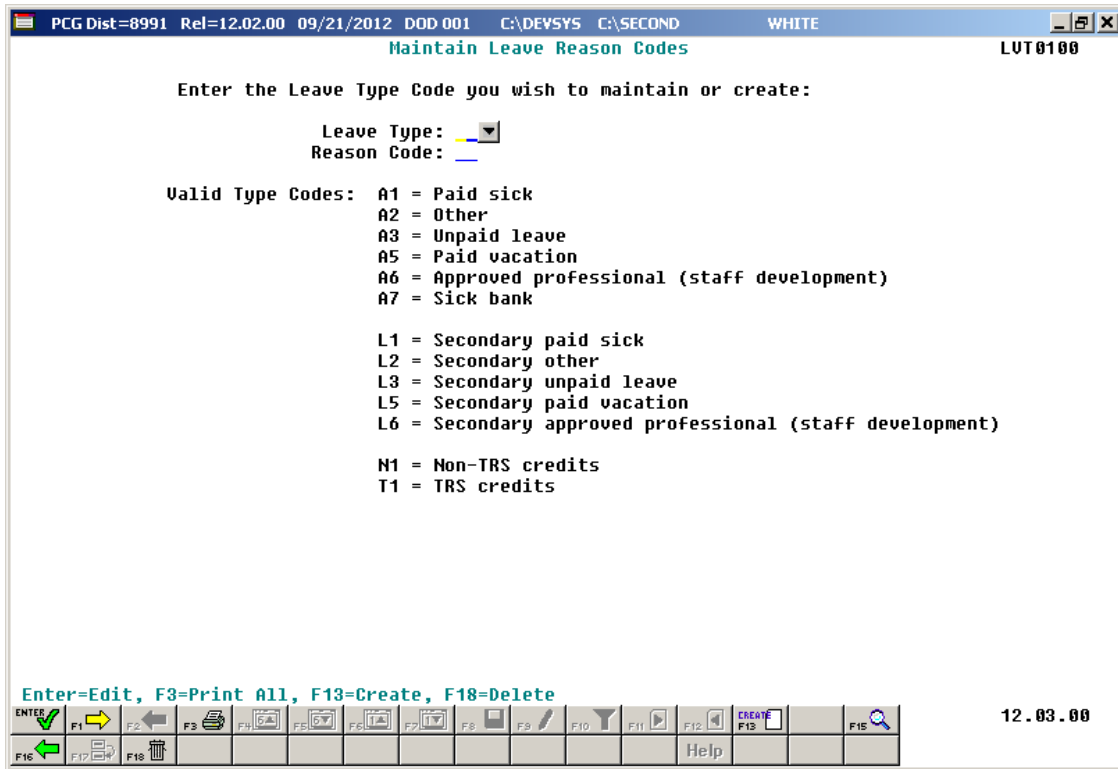 PCG Dist=8991 Rel=12.02.00 09/21/2012 DOD 001 C:\DEVSYS C:\SECOND WHITE
Maintain Leave Reason Codes LVT0100
Enter the Leave Type Code you wish to maintain or create:
Leave Type:
Reason Code:
Valid Type Codes: A1 = Paid sick
A2 = Other
A3 = Unpaid leave
A5 = Paid vacation
A6 = Approved professional (staff development)
A7 = Sick bank
L1 = Secondary paid sick
L2 = Secondary other
L3 = Secondary unpaid leave
L5 = Secondary paid vacation
L6 = Secondary approved professional (staff development)
N1 = Non-TRS credits
T1 = TRS credits
Enter=Edit, F3=Print All, F13=Create, F18=Delete
ENTER F1 F2 F3 F4 F5 F6 F7 F8 F9 F10 F11 F12 CREATE F13 F15 12.03.00
F16 F17 F18 Help